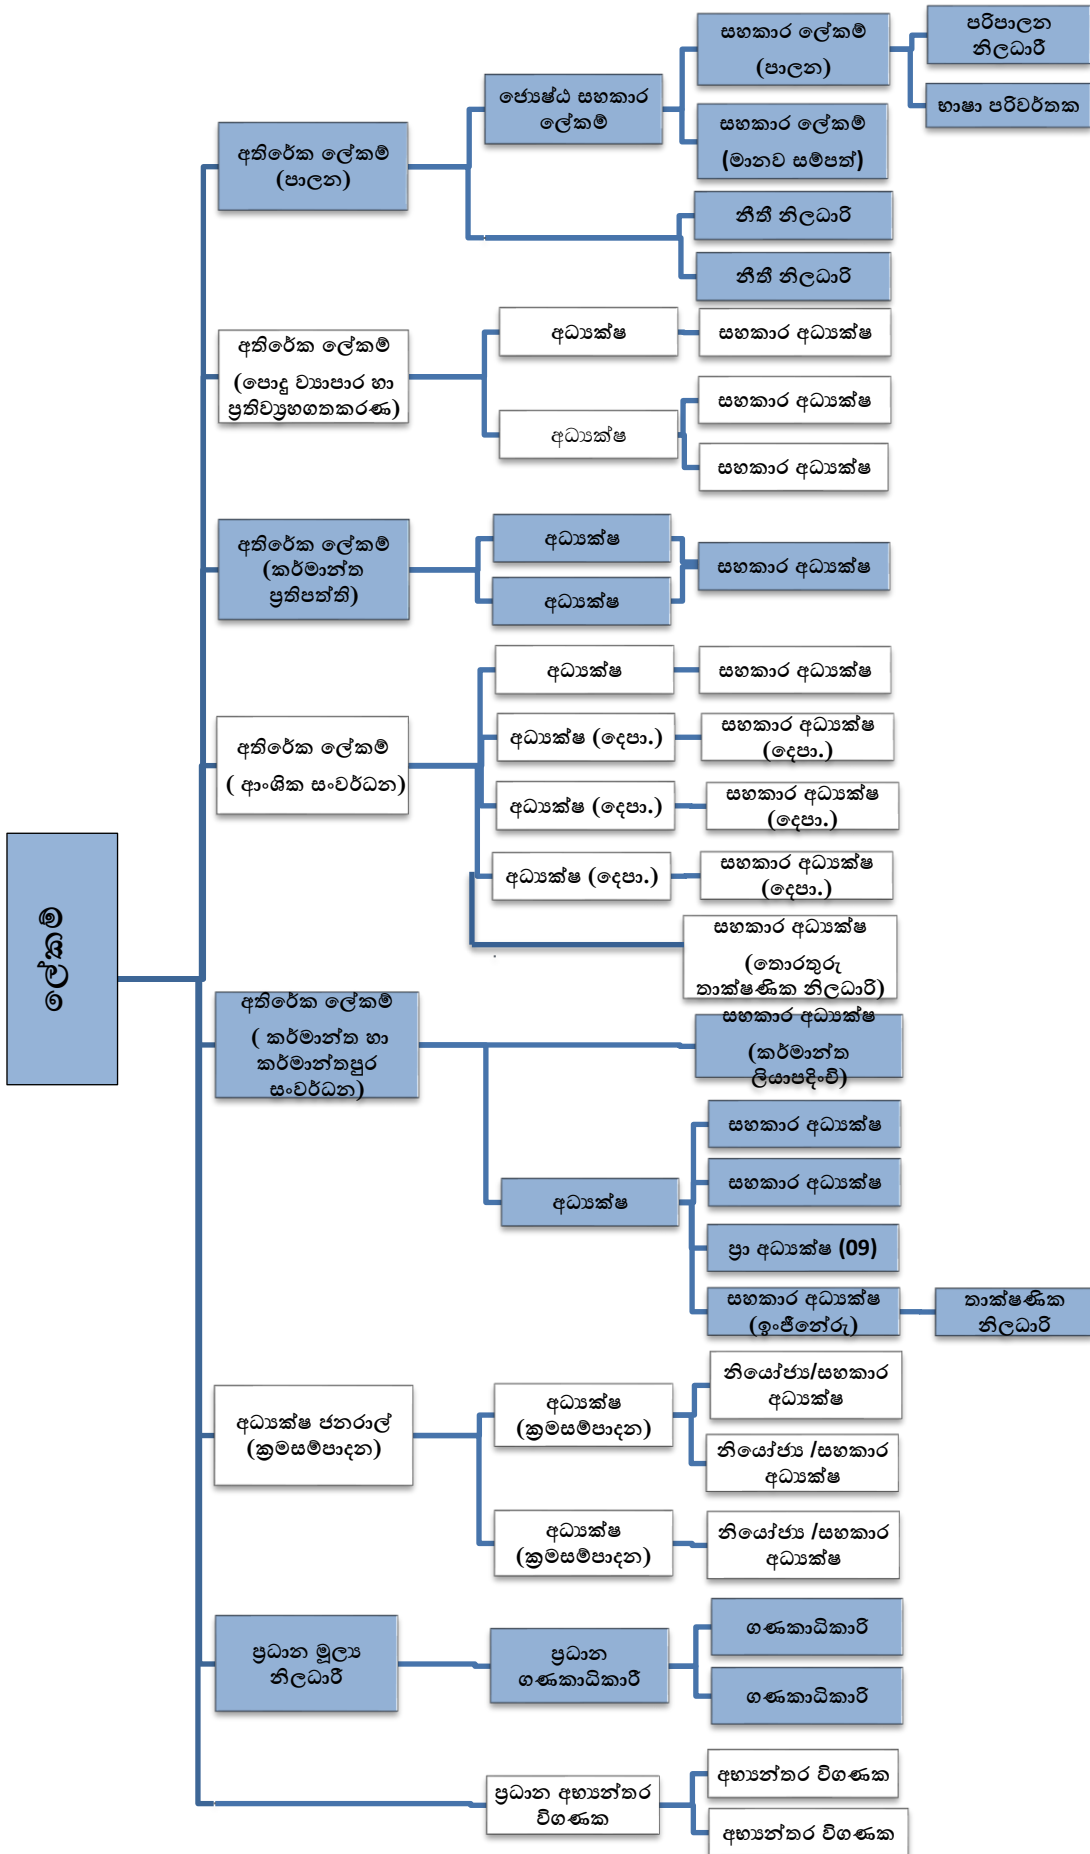 ලේකම්
අතිරේක ලේකම්
(පාලන)
ජ්‍යෙෂ්ඨ සහකාර
ලේකම්
සහකාර ලේකම්
(පාලන)
පරිපාලන
නිලධාරී
භාෂා පරිවර්තක
සහකාර ලේකම්
(මානව සම්පත්)
නීති නිලධාරි
නීති නිලධාරි
අතිරේක ලේකම්
(පොදු ව්‍යාපාර හා
ප්‍රතිව්‍යුහගතකරණ)
අධ්‍යක්ෂ
සහකාර අධ්‍යක්ෂ
අධ්‍යක්ෂ
සහකාර අධ්‍යක්ෂ
සහකාර අධ්‍යක්ෂ
අතිරේක ලේකම්
(කර්මාන්ත
ප්‍රතිපත්ති)
අධ්‍යක්ෂ
අධ්‍යක්ෂ
සහකාර අධ්‍යක්ෂ
අතිරේක ලේකම්
( ආංශික සංවර්ධන)
අධ්‍යක්ෂ
සහකාර අධ්‍යක්ෂ
අධ්‍යක්ෂ (දෙපා.)
සහකාර අධ්‍යක්ෂ
(දෙපා.)
අධ්‍යක්ෂ (දෙපා.)
සහකාර අධ්‍යක්ෂ
(දෙපා.)
අධ්‍යක්ෂ (දෙපා.)
සහකාර අධ්‍යක්ෂ
(දෙපා.)
සහකාර අධ්‍යක්ෂ
(තොරතුරු
තාක්ෂණික නිලධාරි)
අතිරේක ලේකම්
( කර්මාන්ත හා
කර්මාන්තපුර
සංවර්ධන)
සහකාර අධ්‍යක්ෂ
(කර්මාන්ත
ලියාපදිංචි)
අධ්‍යක්ෂ
සහකාර අධ්‍යක්ෂ
සහකාර අධ්‍යක්ෂ
ප්‍රා අධ්‍යක්ෂ (09)
සහකාර අධ්‍යක්ෂ
(ඉංජිනේරු)
තාක්ෂණික
නිලධාරි
අධ්‍යක්ෂ ජනරාල්
(ක්‍රමසම්පාදන)
අධ්‍යක්ෂ
(ක්‍රමසම්පාදන)
නියෝජ්‍ය/සහකාර
අධ්‍යක්ෂ
නියෝජ්‍ය /සහකාර
අධ්‍යක්ෂ
අධ්‍යක්ෂ
(ක්‍රමසම්පාදන)
නියෝජ්‍ය /සහකාර
අධ්‍යක්ෂ
ප්‍රධාන මූල්‍ය
නිලධාරී
ප්‍රධාන
ගණකාධිකාරී
ගණකාධිකාරි
ගණකාධිකාරි
ප්‍රධාන අභ්‍යන්තර
විගණක
අභ්‍යන්තර විගණක
අභ්‍යන්තර විගණක